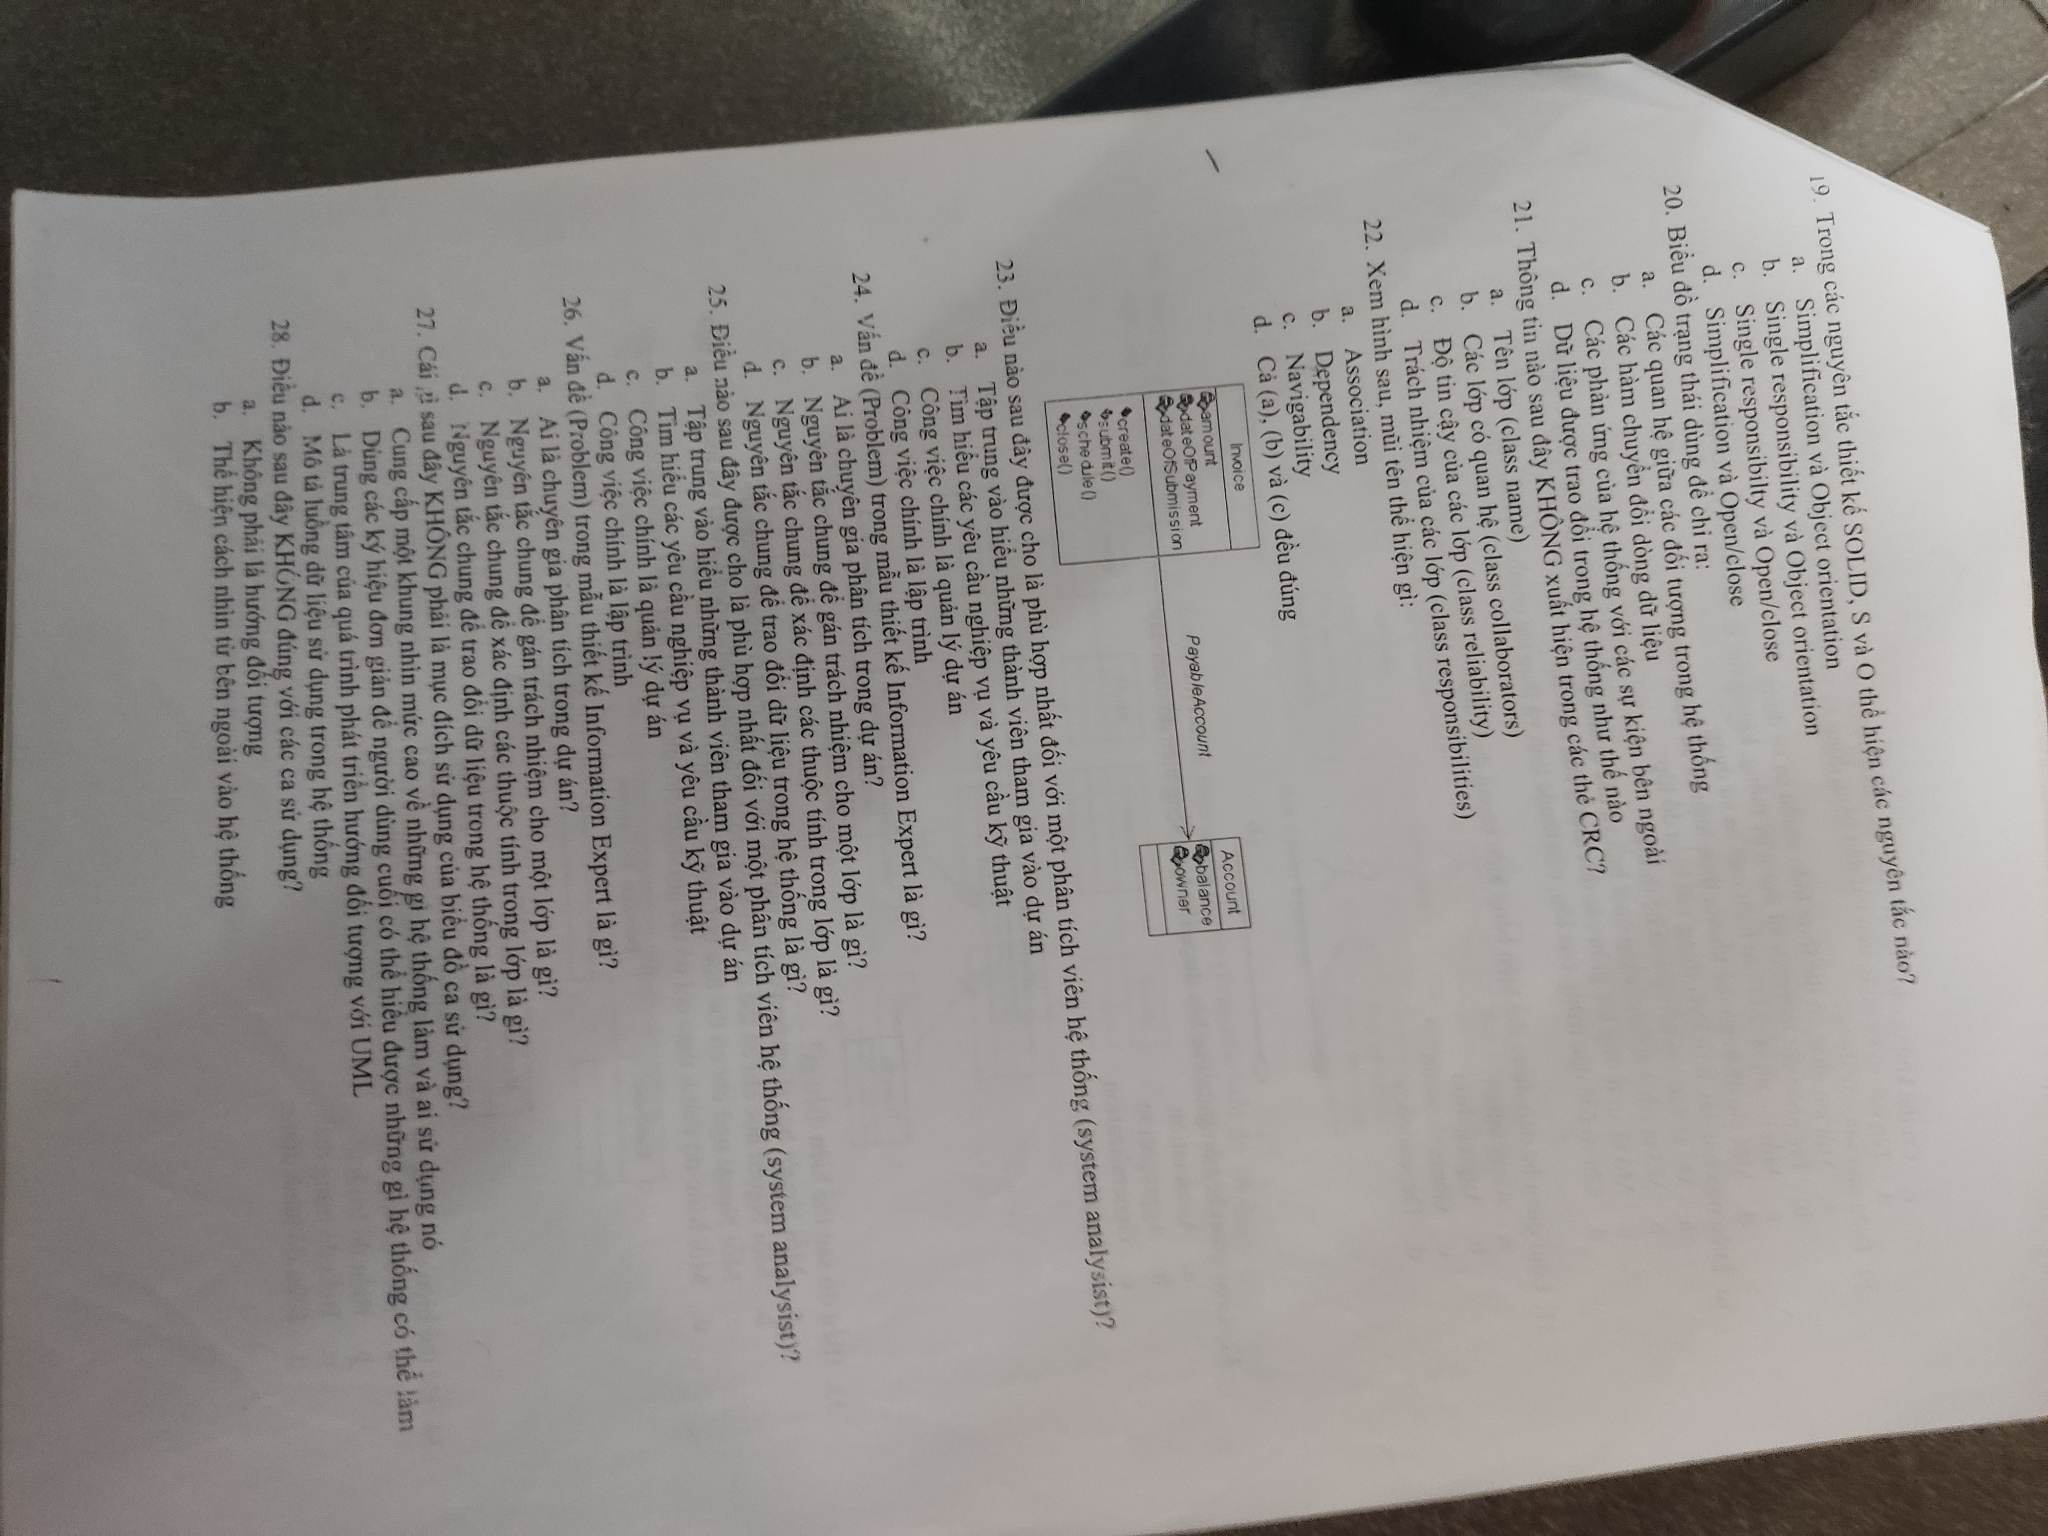 19. Trong các nguyên tắc thiết kế SOLID, S và O thể hiện các nguyên tắc nào?
a. Simplification và Object orientation
b. Single responsibility và Object orientation
c. Single responsibilty và Open/close
d. Simplification và Open/close
20. Biểu đồ trạng thái dùng để chỉ ra:
a. Các quan hệ giữa các đối tượng trong hệ thống
b. Các hàm chuyển đổi dòng dữ liệu
c. Các phản ứng của hệ thống với các sự kiện bên ngoài
d. Dữ liệu được trao đổi trong hệ thống như thế nào
21. Thông tin nào sau đây KHÔNG xuất hiện trong các thẻ CRC?
a. Tên lớp (class name)
b. Các lớp có quan hệ (class collaborators)
c. Độ tin cậy của các lớp (class reliability)
d. Trách nhiệm của các lớp (class responsibilities)
22. Xem hình sau, mũi tên thể hiện gì:
a. Association
b. Dependency
c. Navigability
d. Cả (a), (b) và (c) đều đúng
Invoice
amount
dateOfPayment
dateOfSubmission
create()
submit()
schedule()
close()
PayableAccount
Account
balance
owner
23. Điều nào sau đây được cho là phù hợp nhất đối với một phân tích viên hệ thống (system analysist)?
a. Tập trung vào hiểu những thành viên tham gia vào dự án
b. Tìm hiểu các yêu cầu nghiệp vụ và yêu cầu kỹ thuật
c. Công việc chính là quản lý dự án
d. Công việc chính là lập trình
24. Vấn đề (Problem) trong mẫu thiết kế Information Expert là gì?
a. Ai là chuyên gia phân tích trong dự án?
b. Nguyên tắc chung để gán trách nhiệm cho một lớp là gì?
c. Nguyên tắc chung để xác định các thuộc tính trong lớp là gì?
d. Nguyên tắc chung để trao đổi dữ liệu trong hệ thống là gì?
25. Điều nào sau đây được cho là phù hợp nhất đối với một phân tích viên hệ thống (system analysist)?
a. Tập trung vào hiểu những thành viên tham gia vào dự án
b. Tìm hiểu các yêu cầu nghiệp vụ và yêu cầu kỹ thuật
c. Công việc chính là quản lý dự án
d. Công việc chính là lập trình
26. Vấn đề (Problem) trong mẫu thiết kế Information Expert là gì?
a. Ai là chuyên gia phân tích trong dự án?
b. Nguyên tắc chung để gán trách nhiệm cho một lớp là gì?
c. Nguyên tắc chung để xác định các thuộc tính trong lớp là gì?
d. Nguyên tắc chung để trao đổi dữ liệu trong hệ thống là gì?
27. Cái gì sau đây KHÔNG phải là mục đích sử dụng của biểu đồ ca sử dụng?
a. Cung cấp một khung nhìn mức cao về những gì hệ thống làm và ai sử dụng nó
b. Dùng các ký hiệu đơn giản để người dùng cuối có thể hiểu được những gì hệ thống có thể làm
c. Là trung tâm của quá trình phát triển hướng đối tượng với UML
d. Mô tả luồng dữ liệu sử dụng trong hệ thống
28. Điều nào sau đây KHÔNG đúng với các ca sử dụng?
a. Không phải là hướng đối tượng
b. Thể hiện cách nhìn từ bên ngoài vào hệ thống